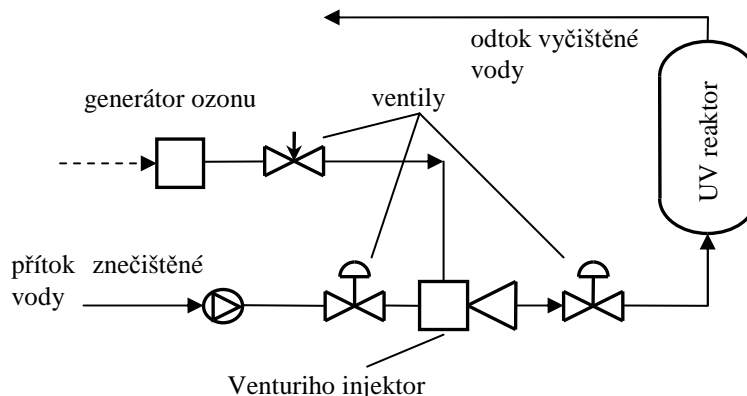 odtok vyčištěné
vody
generátor ozonu
ventily
UV reaktor
přítok znečištěné
vody
Venturiho injektor